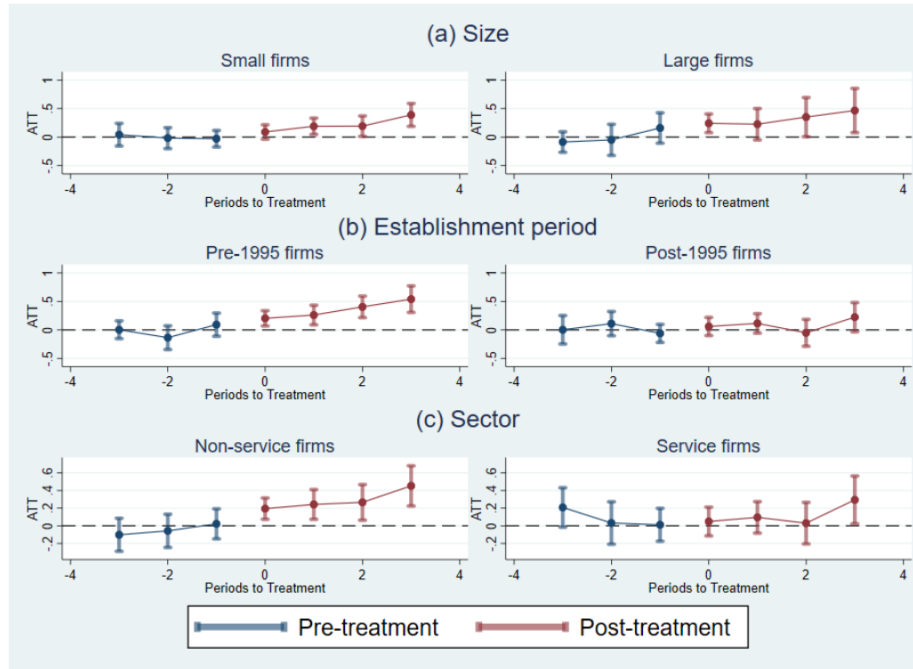 (a) Size
Small firms
Large firms
ATT
1
.5
0
-.5
-4
-2
0
2
4
Periods to Treatment
ATT
1
.5
0
-.5
-4
-2
0
2
4
Periods to Treatment
(b) Establishment period
Pre-1995 firms
Post-1995 firms
ATT
1
.5
0
-.5
-4
-2
0
2
4
Periods to Treatment
ATT
1
.5
0
-.5
-4
-2
0
2
4
Periods to Treatment
(c) Sector
Non-service firms
Service firms
ATT
.6
.4
.2
0
-.2
-4
-2
0
2
4
Periods to Treatment
ATT
.6
.4
.2
0
-.2
-4
-2
0
2
4
Periods to Treatment
Pre-treatment
Post-treatment